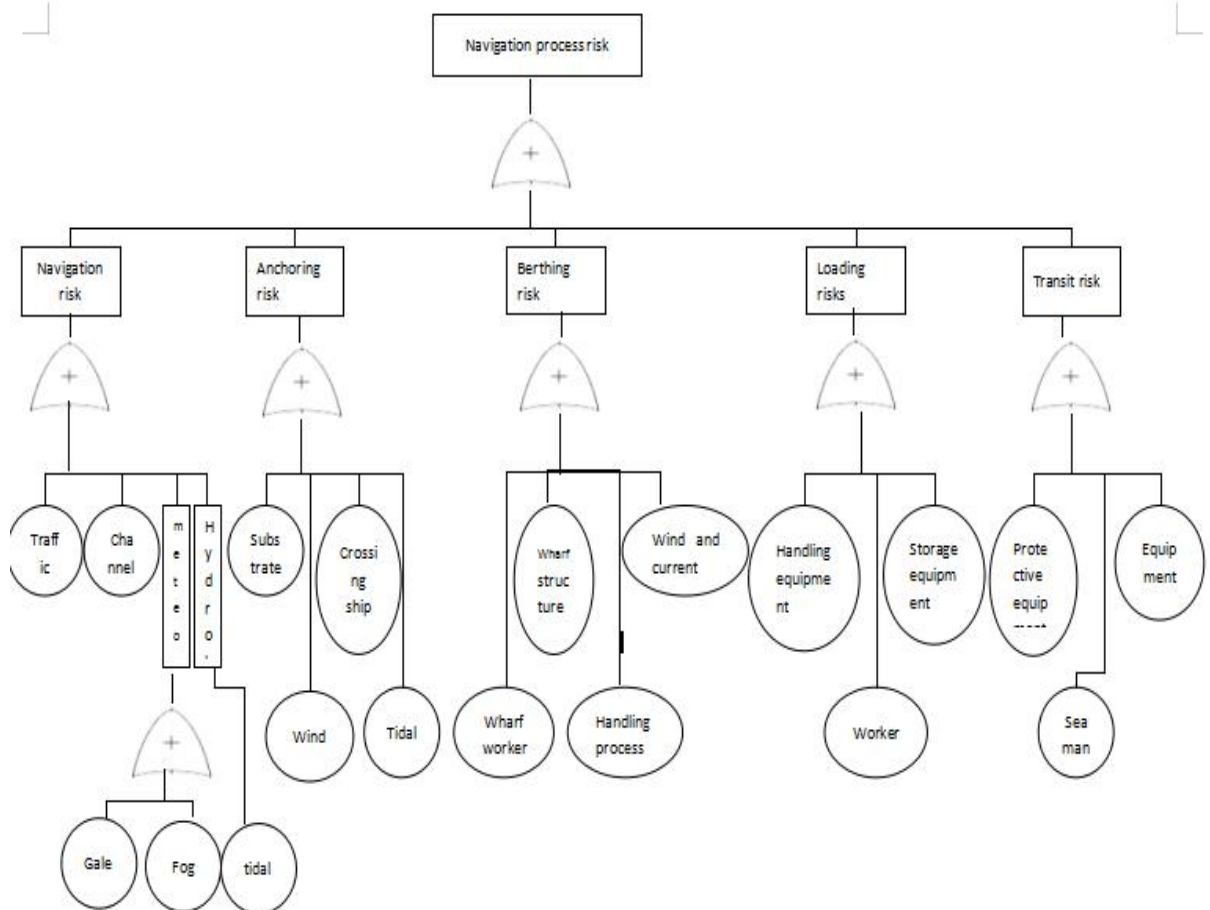 Navigation process risk
+
Navigation
risk
Anchoring
risk
Berthing
risk
Loading
risks
Transit risk
+
+
+
+
+
Traff
ic
Cha
nnel
m
e
t
e
o
H
y
d
r
o
.
Subs
trate
Crossi
ng
ship
Wharf
struc
ture
Wind and
current
Handling
equipme
nt
Storage
equipm
ent
Prote
ctive
equip
Equip
ment
Wind
Tidal
Wharf
worker
Handling
process
Worker
Sea
man
+
Gale
Fog
tidal